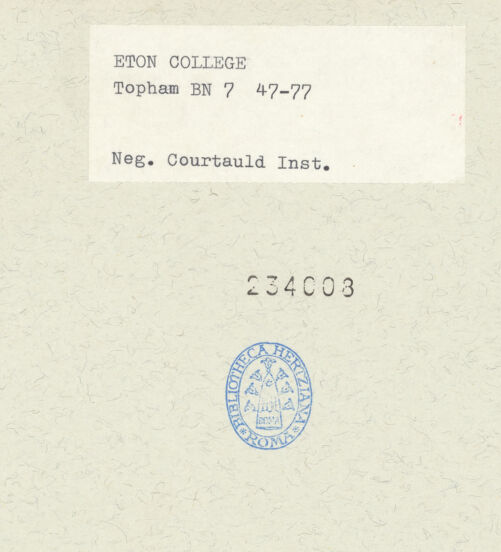 ETON COLLEGE
Topham BN 7 47-77
Neg. Courtauld Inst.
234008
BIBLIOTHECA HERTZIANA
*ROMA*